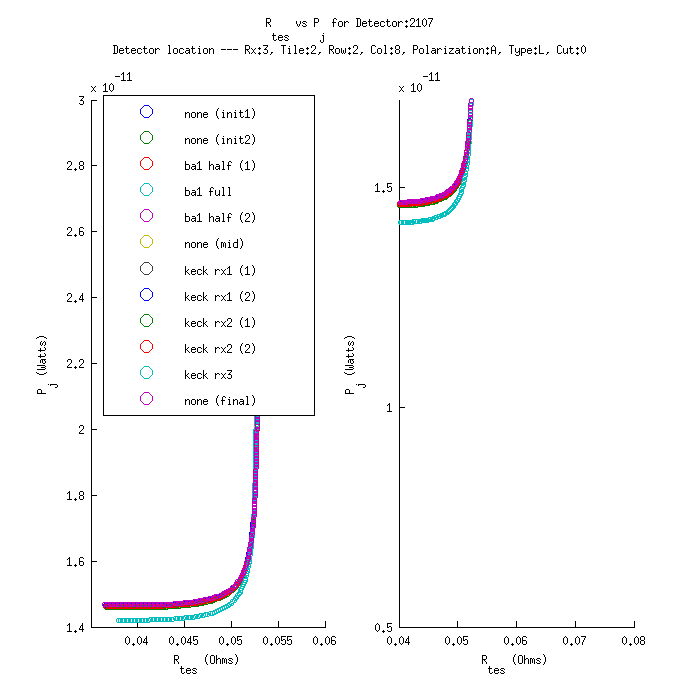 R vs P for Detector:2107
tes j
Detector location --- Rx:3, Tile:2, Row:2, Col:8, Polarization:A, Type:L, Cut:0
x 10^-11
3
2.8
2.6
2.4
2.2
2
1.8
1.6
1.4
P_j (Watts)
none (init1)
none (init2)
ba1 half (1)
ba1 full
ba1 half (2)
none (mid)
keck rx1 (1)
keck rx1 (2)
keck rx2 (1)
keck rx2 (2)
keck rx3
none (final)
0.04 0.045 0.05 0.055 0.06
R_tes (Ohms)
x 10^-11
1.5
1
0.5
P_j (Watts)
0.04 0.05 0.06 0.07 0.08
R_tes (Ohms)